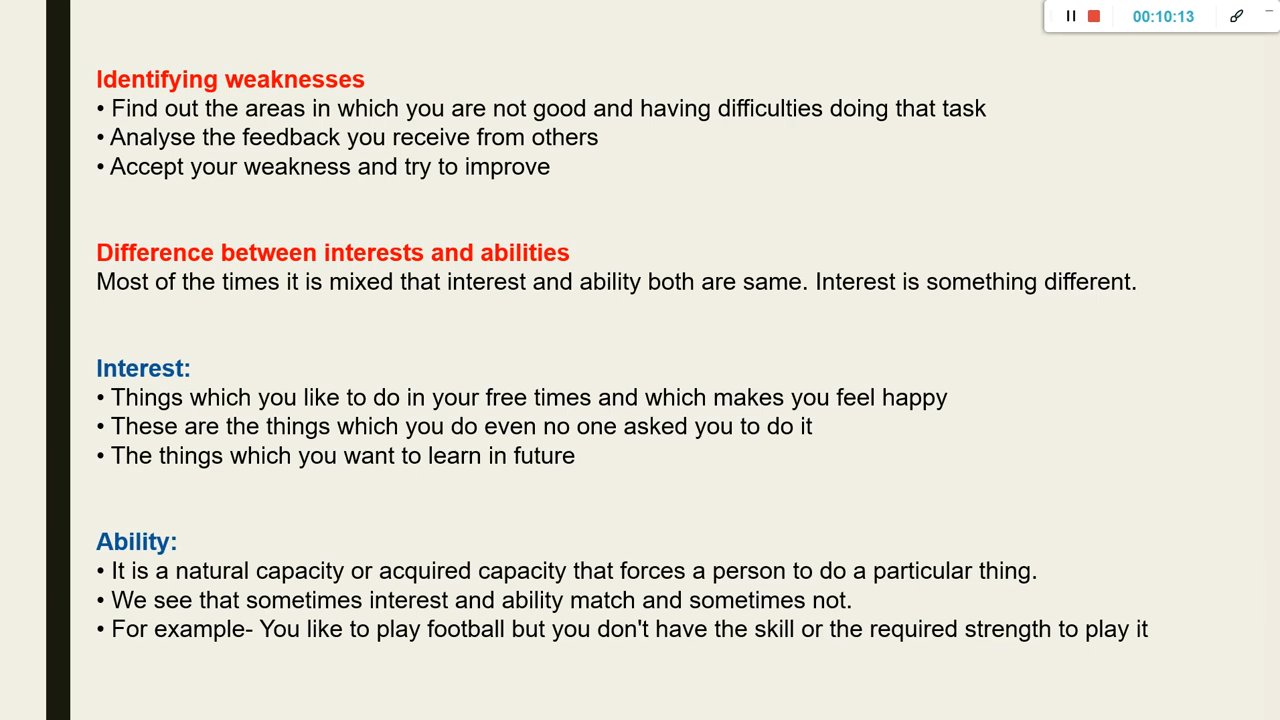 00:10:13
Identifying weaknesses
• Find out the areas in which you are not good and having difficulties doing that task
• Analyse the feedback you receive from others
• Accept your weakness and try to improve
Difference between interests and abilities
Most of the times it is mixed that interest and ability both are same. Interest is something different.
Interest:
• Things which you like to do in your free times and which makes you feel happy
• These are the things which you do even no one asked you to do it
• The things which you want to learn in future
Ability:
• It is a natural capacity or acquired capacity that forces a person to do a particular thing.
• We see that sometimes interest and ability match and sometimes not.
• For example- You like to play football but you don't have the skill or the required strength to play it